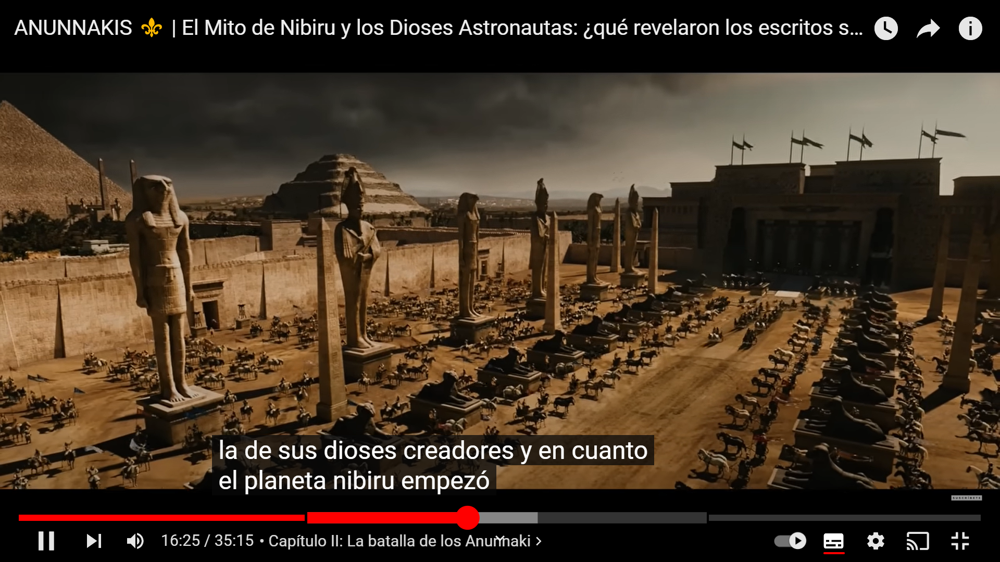 ANUNNAKIS ⚜ | El Mito de Nibiru y los Dioses Astronautas: ¿qué revelaron los escritos s...
la de sus dioses creadores y en cuanto
el planeta nibiru empezó
SUSCRÍBETE
16:25 / 35:15 • Capítulo II: La batalla de los Anunnaki